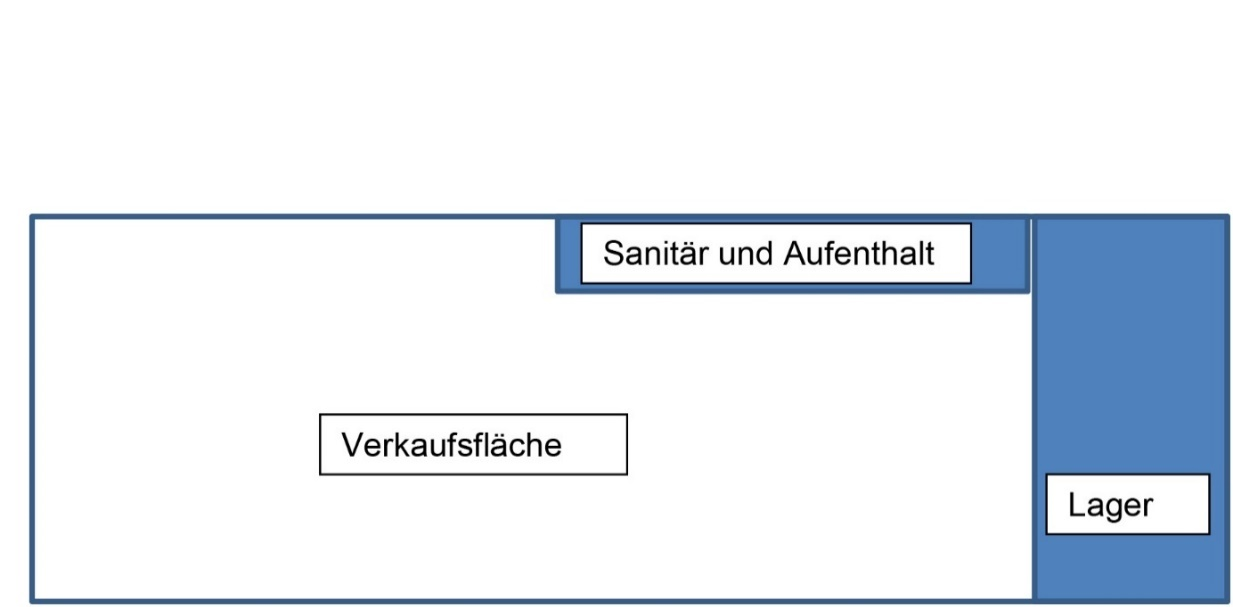 Sanitär und Aufenthalt
Verkaufsfläche
Lager